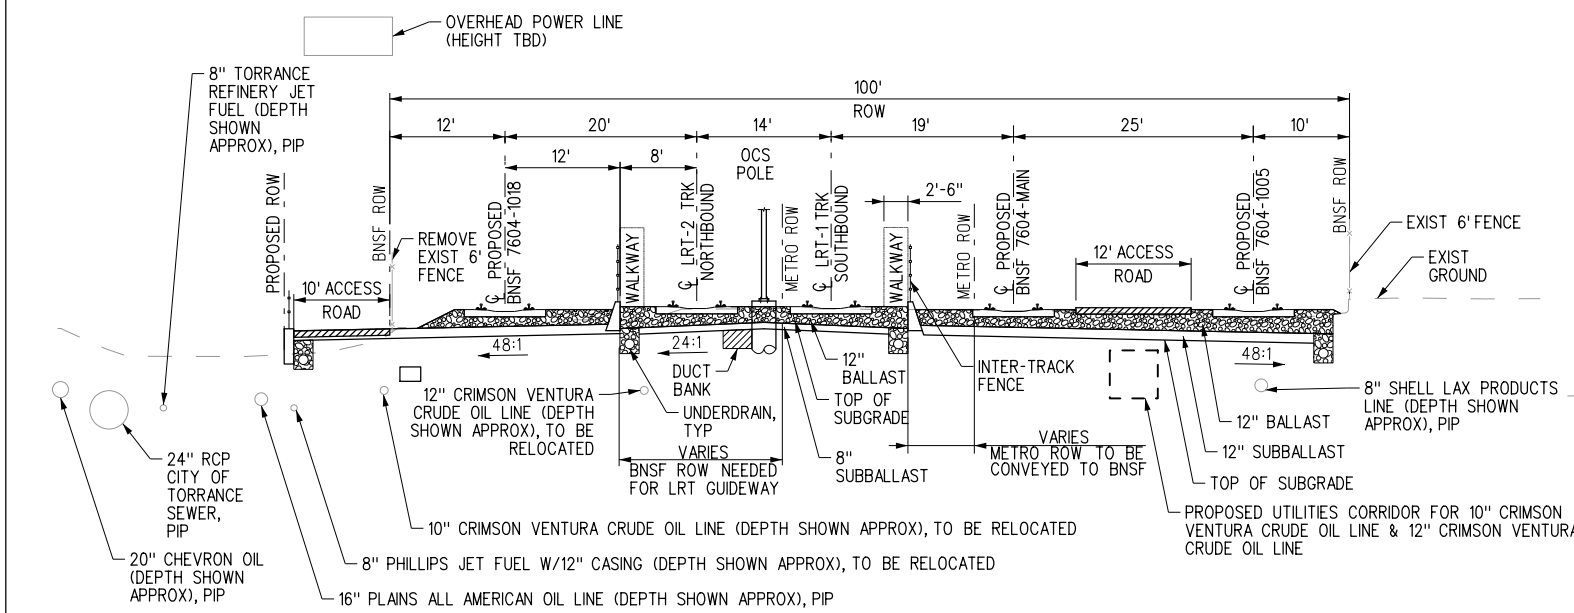 OVERHEAD POWER LINE
(HEIGHT TBD)
8" TORRANCE
REFINERY JET
FUEL (DEPTH
SHOWN
APPROX), PIP
100'
ROW
12'
20'
14'
19'
25'
10'
12'
8'
OCS
POLE
2'-6"
PROPOSED ROW
BNSF ROW
REMOVE
EXIST 6'
FENCE
℄ PROPOSED
BNSF 7604-1018
WALKWAY
℄ LRT-2 TRK
NORTHBOUND
METRO ROW
℄ LRT-1 TRK
SOUTHBOUND
WALKWAY
METRO ROW
℄ PROPOSED
BNSF 7604-MAIN
12' ACCESS
ROAD
℄ PROPOSED
BNSF 7604-1005
BNSF ROW
EXIST 6' FENCE
EXIST
GROUND
10' ACCESS
ROAD
48:1
24:1
48:1
DUCT
BANK
12"
BALLAST
TOP OF
SUBGRADE
INTER-TRACK
FENCE
12" CRIMSON VENTURA
CRUDE OIL LINE (DEPTH
SHOWN APPROX), TO BE
RELOCATED
UNDERDRAIN,
TYP
8" SHELL LAX PRODUCTS
LINE (DEPTH SHOWN
APPROX), PIP
12" BALLAST
12" SUBBALLAST
TOP OF SUBGRADE
VARIES
BNSF ROW NEEDED
FOR LRT GUIDEWAY
8"
SUBBALLAST
VARIES
METRO ROW TO BE
CONVEYED TO BNSF
24" RCP
CITY OF
TORRANCE
SEWER,
PIP
PROPOSED UTILITIES CORRIDOR FOR 10" CRIMSON
VENTURA CRUDE OIL LINE & 12" CRIMSON VENTURA
CRUDE OIL LINE
10" CRIMSON VENTURA CRUDE OIL LINE (DEPTH SHOWN APPROX), TO BE RELOCATED
20" CHEVRON OIL
(DEPTH SHOWN
APPROX), PIP
8" PHILLIPS JET FUEL W/12" CASING (DEPTH SHOWN APPROX), TO BE RELOCATED
16" PLAINS ALL AMERICAN OIL LINE (DEPTH SHOWN APPROX), PIP